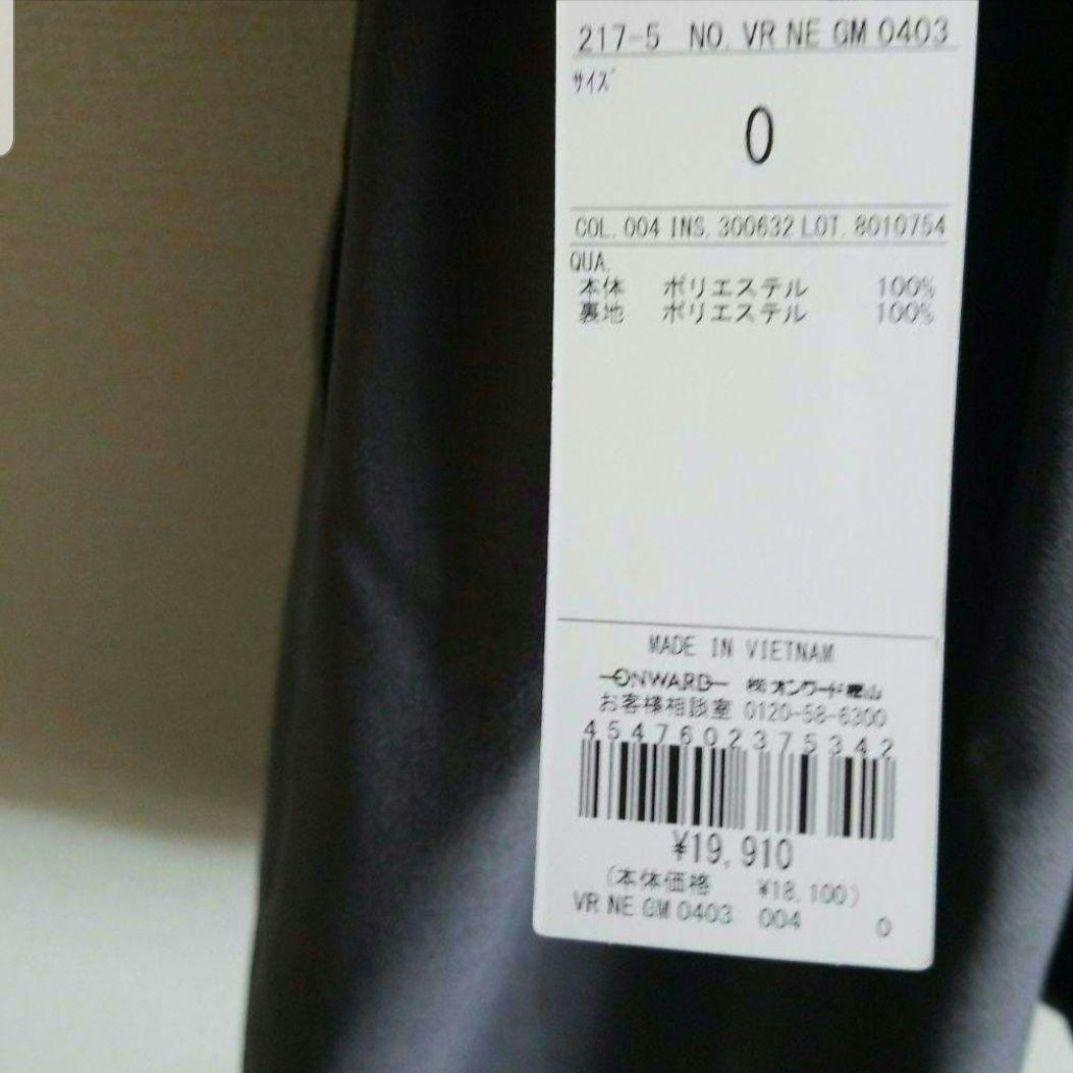 217-5 NO. VR NE GM 0403
サイズ
0
COL. 004 INS. 300632 LOT. 8010754
QUA.
本体 ポリエステル 100%
裏地 ポリエステル 100%
MADE IN VIETNAM
ONWARD ㈱オンワード樫山
お客様相談室 0120-58-6300
4547602375342
¥19,910
(本体価格 ¥18,100)
VR NE GM 0403 004 0